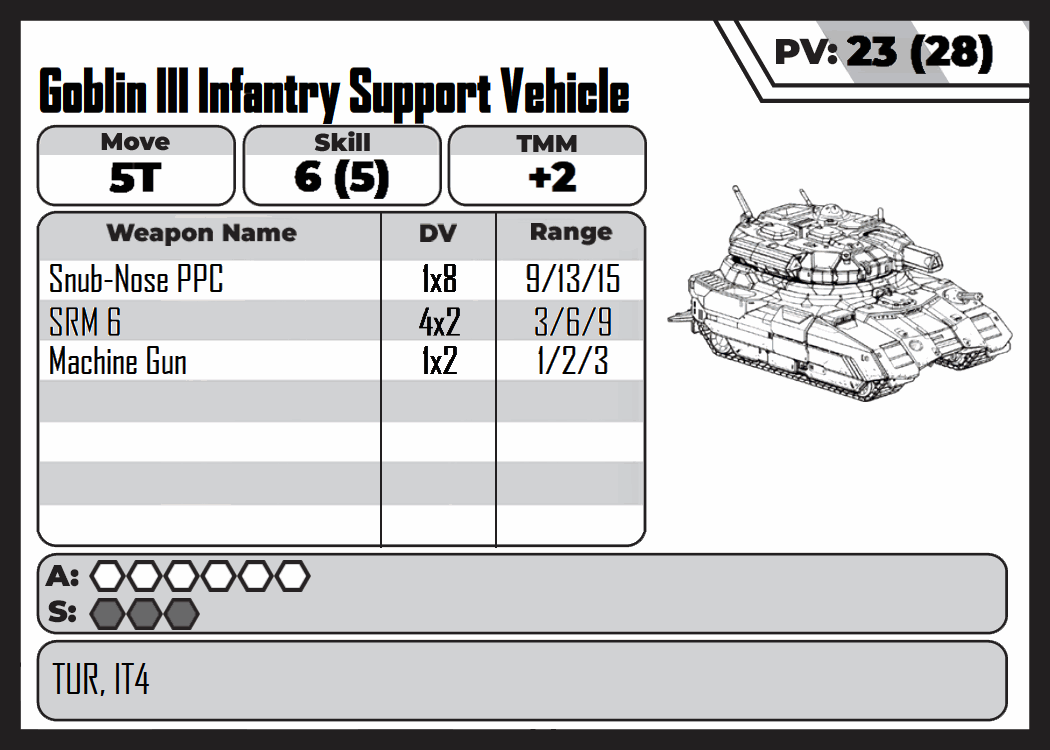 PV: 23 (28)
Goblin III Infantry Support Vehicle
Move Skill TMM
5T 6 (5) +2
Weapon Name DV Range
Snub-Nose PPC 1x8 9/13/15
SRM 6 4x2 3/6/9
Machine Gun 1x2 1/2/3
A:
S:
TUR, IT4